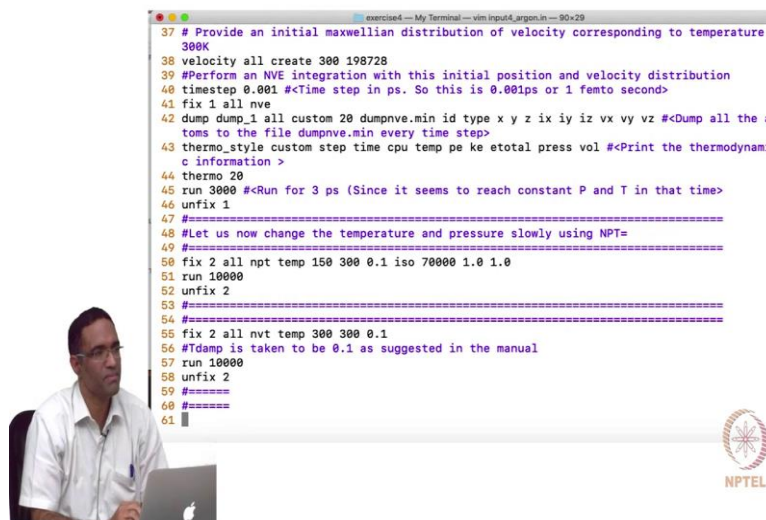 exercise4 — My Terminal — vim input4_argon.in — 90×29
37 # Provide an initial maxwellian distribution of velocity corresponding to temperature
300K
38 velocity all create 300 198728
39 #Perform an NVE integration with this initial position and velocity distribution
40 timestep 0.001 #<Time step in ps. So this is 0.001ps or 1 femto second>
41 fix 1 all nve
42 dump dump_1 all custom 20 dumpnve.min id type x y z ix iy iz vx vy vz #<Dump all the a
toms to the file dumpnve.min every time step>
43 thermo_style custom step time cpu temp pe ke etotal press vol #<Print the thermodynami
c information >
44 thermo 20
45 run 3000 #<Run for 3 ps (Since it seems to reach constant P and T in that time>
46 unfix 1
47 #=========================================================================
48 #Let us now change the temperature and pressure slowly using NPT=
49 #=========================================================================
50 fix 2 all npt temp 150 300 0.1 iso 70000 1.0 1.0
51 run 10000
52 unfix 2
53 #=========================================================================
54 #=========================================================================
55 fix 2 all nvt temp 300 300 0.1
56 #Tdamp is taken to be 0.1 as suggested in the manual
57 run 10000
58 unfix 2
59 #======
60 #======
61
NPTEL